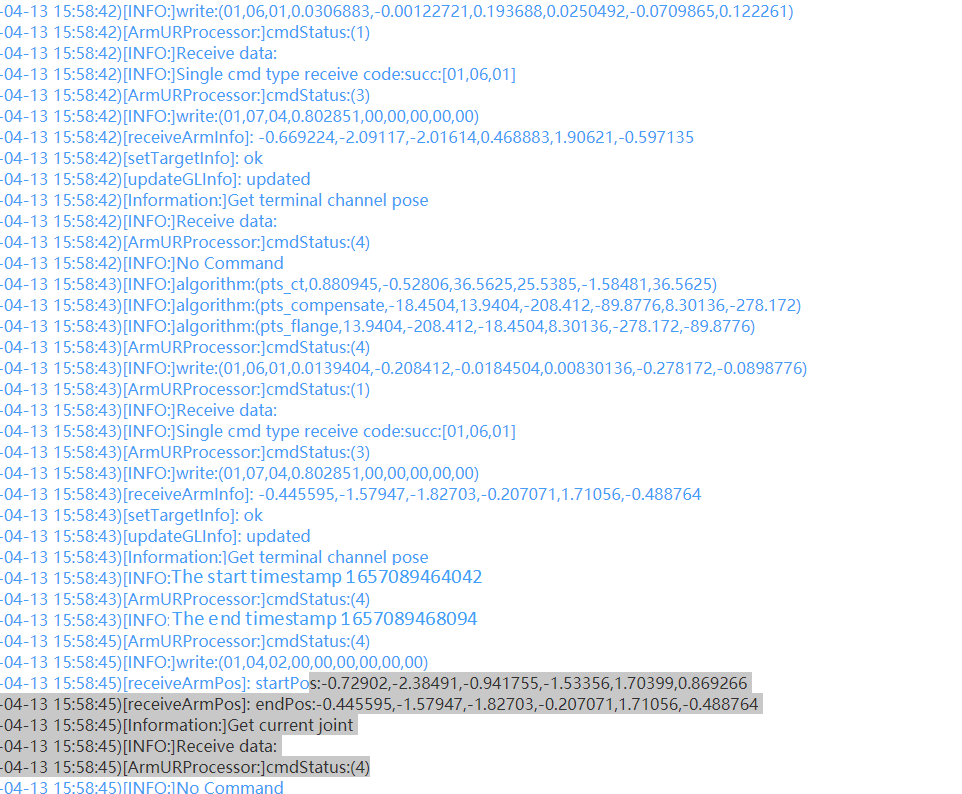 -04-13 15:58:42)[INFO:]write:(01,06,01,0.0306883,-0.00122721,0.193688,0.0250492,-0.0709865,0.122261)
-04-13 15:58:42)[ArmURProcessor:]cmdStatus:(1)
-04-13 15:58:42)[INFO:]Receive data:
-04-13 15:58:42)[INFO:]Single cmd type receive code:succ:[01,06,01]
-04-13 15:58:42)[ArmURProcessor:]cmdStatus:(3)
-04-13 15:58:42)[INFO:]write:(01,07,04,0.802851,00,00,00,00,00)
-04-13 15:58:42)[receiveArmInfo]: -0.669224,-2.09117,-2.01614,0.468883,1.90621,-0.597135
-04-13 15:58:42)[setTargetInfo]: ok
-04-13 15:58:42)[updateGLInfo]: updated
-04-13 15:58:42)[Information:]Get terminal channel pose
-04-13 15:58:42)[INFO:]Receive data:
-04-13 15:58:42)[ArmURProcessor:]cmdStatus:(4)
-04-13 15:58:42)[INFO:]No Command
-04-13 15:58:43)[INFO:]algorithm:(pts_ct,0.880945,-0.52806,36.5625,25.5385,-1.58481,36.5625)
-04-13 15:58:43)[INFO:]algorithm:(pts_compensate,-18.4504,13.9404,-208.412,-89.8776,8.30136,-278.172)
-04-13 15:58:43)[INFO:]algorithm:(pts_flange,13.9404,-208.412,-18.4504,8.30136,-278.172,-89.8776)
-04-13 15:58:43)[ArmURProcessor:]cmdStatus:(4)
-04-13 15:58:43)[INFO:]write:(01,06,01,0.0139404,-0.208412,-0.0184504,0.00830136,-0.278172,-0.0898776)
-04-13 15:58:43)[ArmURProcessor:]cmdStatus:(1)
-04-13 15:58:43)[INFO:]Receive data:
-04-13 15:58:43)[INFO:]Single cmd type receive code:succ:[01,06,01]
-04-13 15:58:43)[ArmURProcessor:]cmdStatus:(3)
-04-13 15:58:43)[INFO:]write:(01,07,04,0.802851,00,00,00,00,00)
-04-13 15:58:43)[receiveArmInfo]: -0.445595,-1.57947,-1.82703,-0.207071,1.71056,-0.488764
-04-13 15:58:43)[setTargetInfo]: ok
-04-13 15:58:43)[updateGLInfo]: updated
-04-13 15:58:43)[Information:]Get terminal channel pose
-04-13 15:58:43)[INFO:The start timestamp 1657089464042
-04-13 15:58:43)[ArmURProcessor:]cmdStatus:(4)
-04-13 15:58:43)[INFO:The end timestamp 1657089468094
-04-13 15:58:45)[ArmURProcessor:]cmdStatus:(4)
-04-13 15:58:45)[INFO:]write:(01,04,02,00,00,00,00,00,00)
-04-13 15:58:45)[receiveArmPos]: startPos:-0.72902,-2.38491,-0.941755,-1.53356,1.70399,0.869266
-04-13 15:58:45)[receiveArmPos]: endPos:-0.445595,-1.57947,-1.82703,-0.207071,1.71056,-0.488764
-04-13 15:58:45)[Information:]Get current joint
-04-13 15:58:45)[INFO:]Receive data:
-04-13 15:58:45)[ArmURProcessor:]cmdStatus:(4)
-04-13 15:58:45)[INFO:]No Command